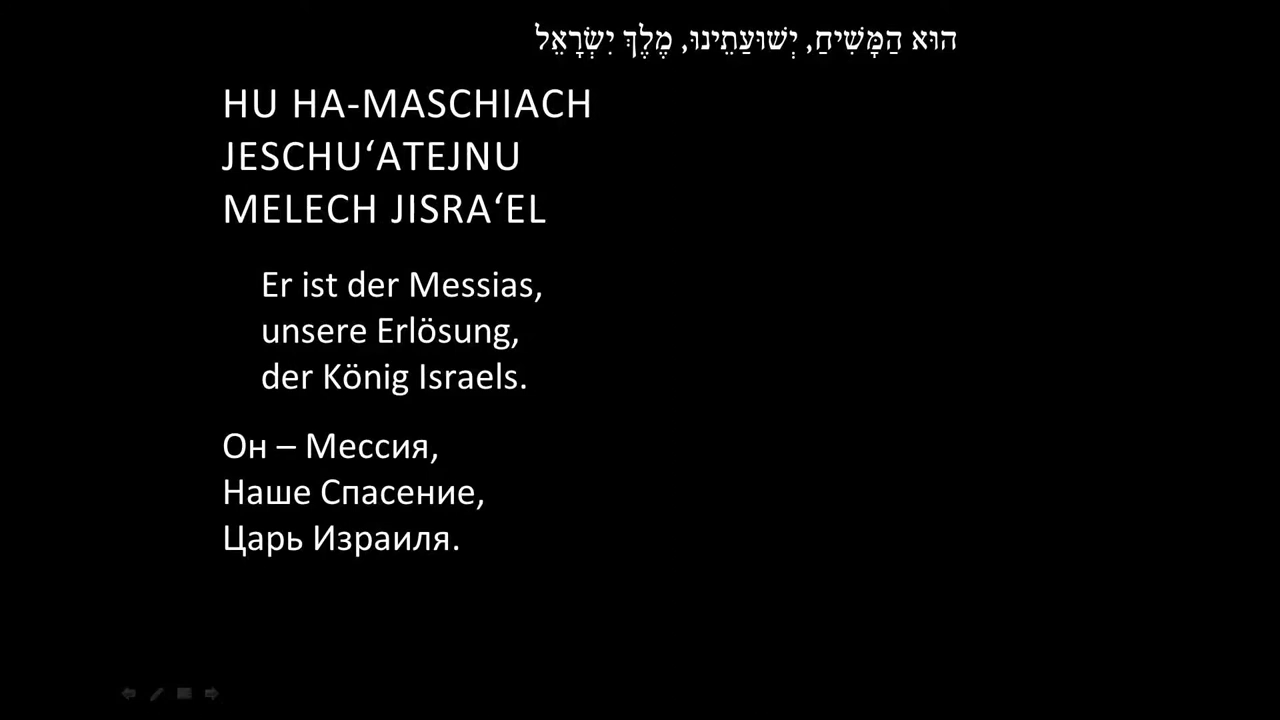 הוּא הַמָּשִׁיחַ, יְשׁוּעַתֵינוּ, מֶלֶךְ יִשְׂרָאֵל
HU HA-MASCHIACH
JESCHU‘ATEJNU
MELECH JISRA‘EL
Er ist der Messias,
unsere Erlösung,
der König Israels.
Он – Мессия,
Наше Спасение,
Царь Израиля.